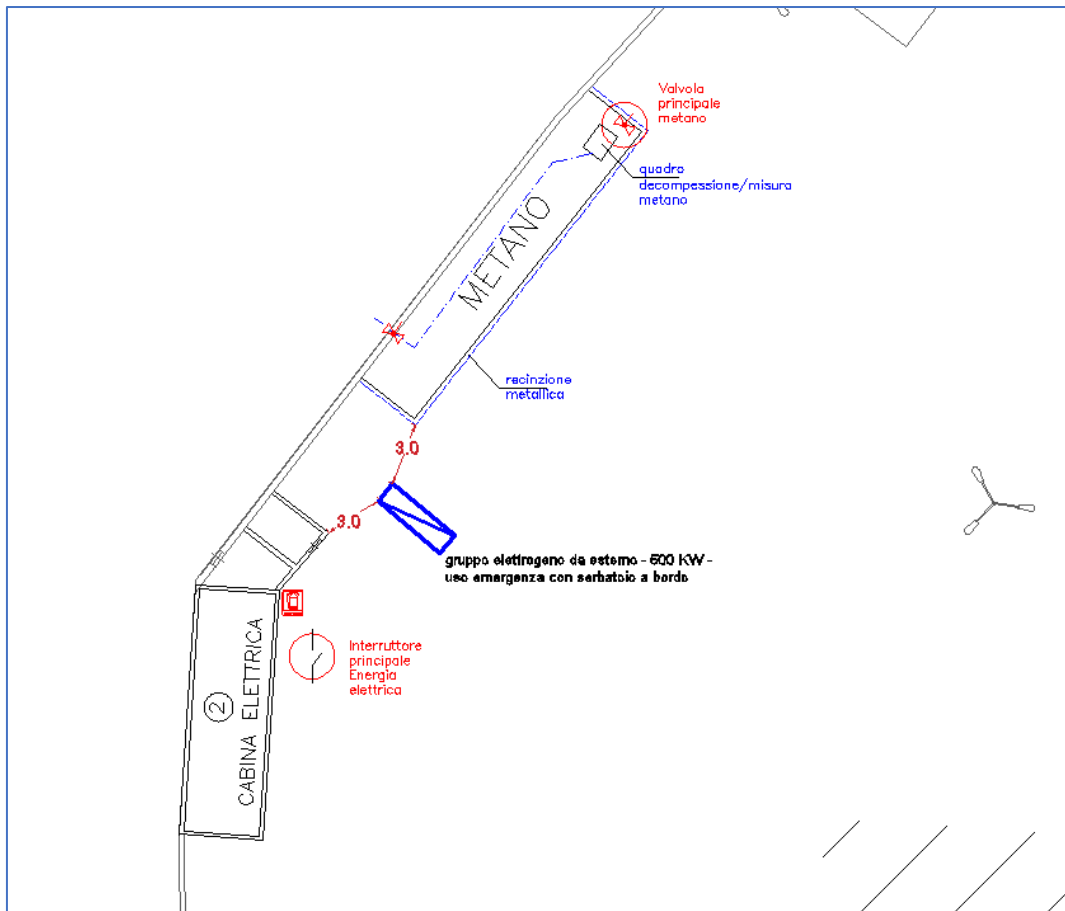 Valvola
principale
metano
quadro
decompessione/misura
metano
METANO
recinzione
metallica
3.0
3.0
gruppo elettrogeno da esterno - 600 KW -
uso emergenza con serbatoio a bordo
Interruttore
principale
Energia
elettrica
2
CABINA ELETTRICA